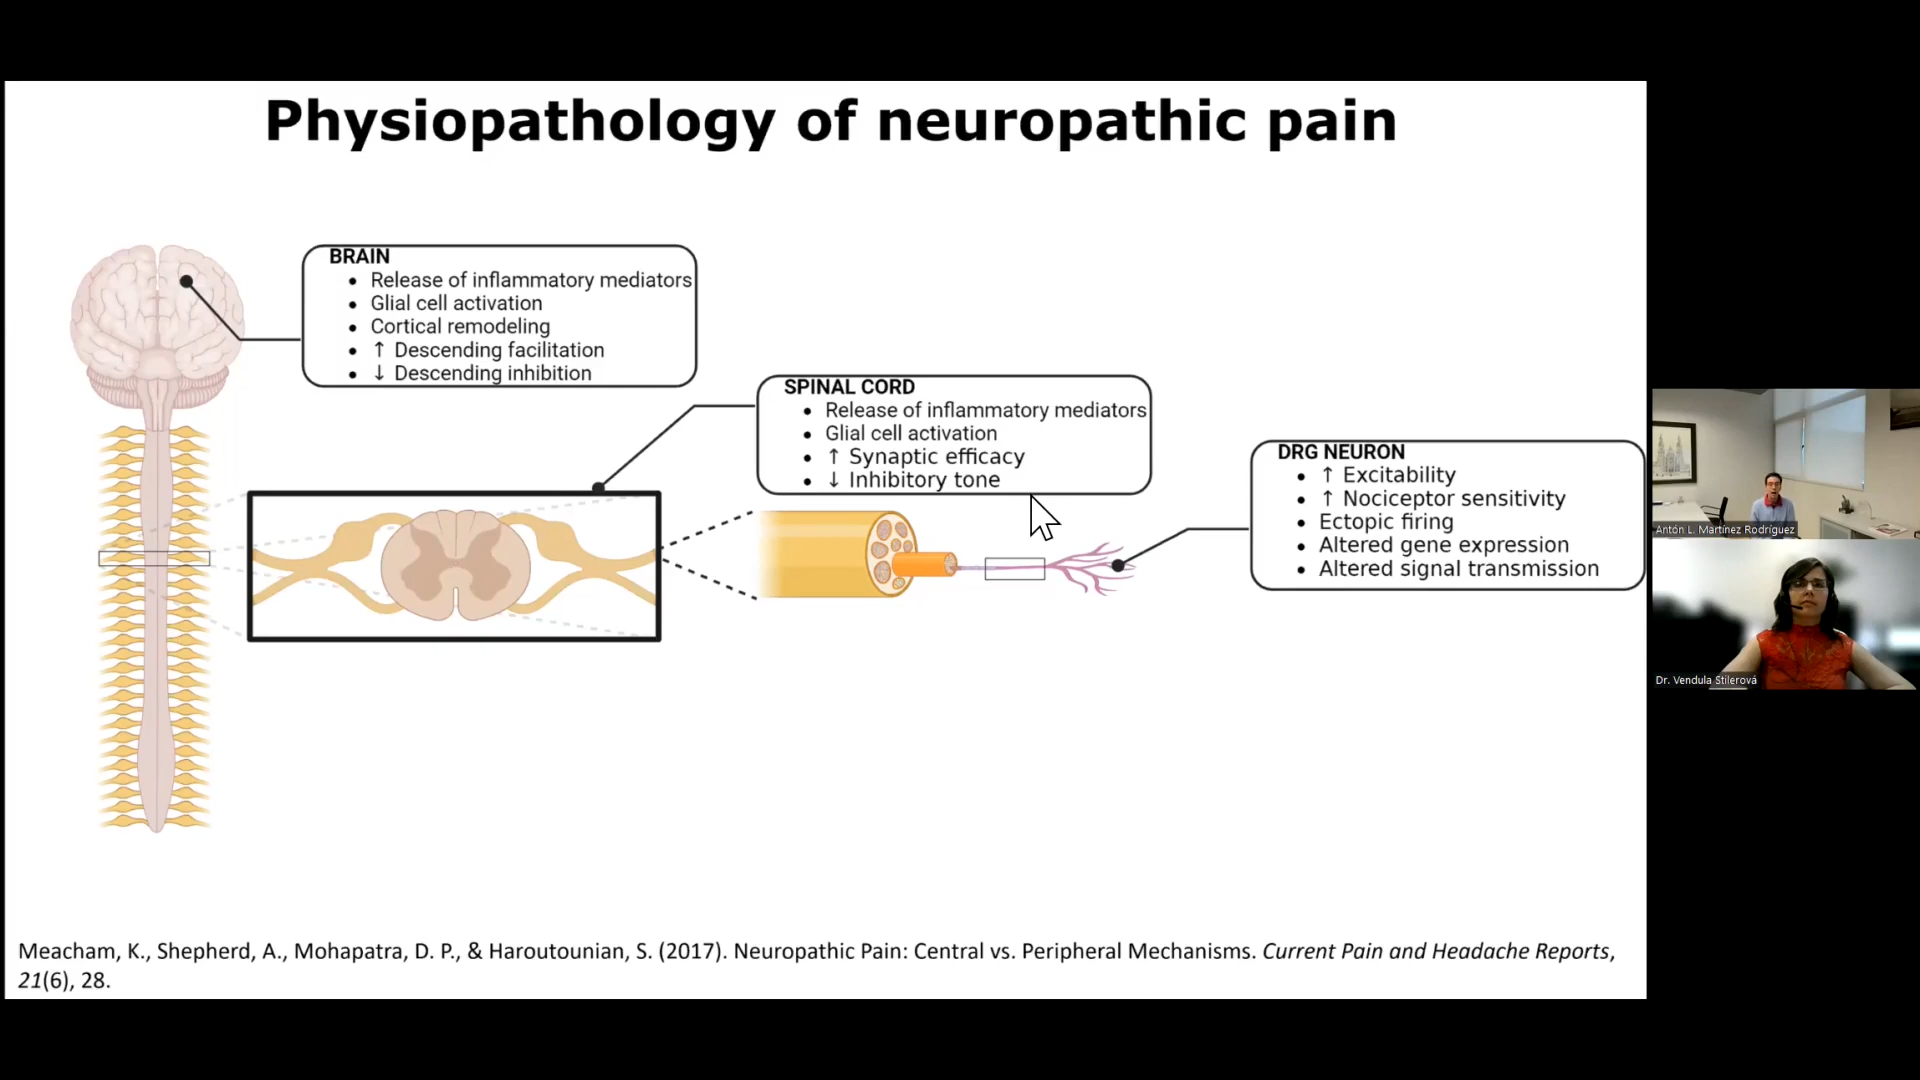 Physiopathology of neuropathic pain
BRAIN
• Release of inflammatory mediators
• Glial cell activation
• Cortical remodeling
• ↑ Descending facilitation
• ↓ Descending inhibition
SPINAL CORD
• Release of inflammatory mediators
• Glial cell activation
• ↑ Synaptic efficacy
• ↓ Inhibitory tone
DRG NEURON
• ↑ Excitability
• ↑ Nociceptor sensitivity
• Ectopic firing
• Altered gene expression
• Altered signal transmission
Meacham, K., Shepherd, A., Mohapatra, D. P., & Haroutounian, S. (2017). Neuropathic Pain: Central vs. Peripheral Mechanisms. Current Pain and Headache Reports,
21(6), 28.
Antón L. Martínez Rodríguez
Dr. Vendula Stilerová